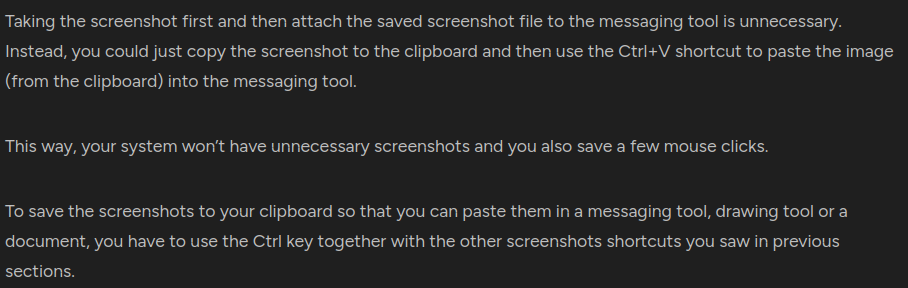 Taking the screenshot first and then attach the saved screenshot file to the messaging tool is unnecessary.
Instead, you could just copy the screenshot to the clipboard and then use the Ctrl+V shortcut to paste the image
(from the clipboard) into the messaging tool.
This way, your system won’t have unnecessary screenshots and you also save a few mouse clicks.
To save the screenshots to your clipboard so that you can paste them in a messaging tool, drawing tool or a
document, you have to use the Ctrl key together with the other screenshots shortcuts you saw in previous
sections.